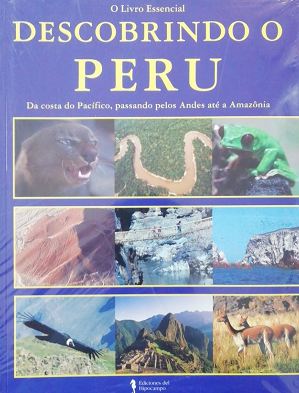 O Livro Essencial
DESCOBRINDO O
PERU
Da costa do Pacífico, passando pelos Andes até a Amazônia
Ediciones del
Hipocampo